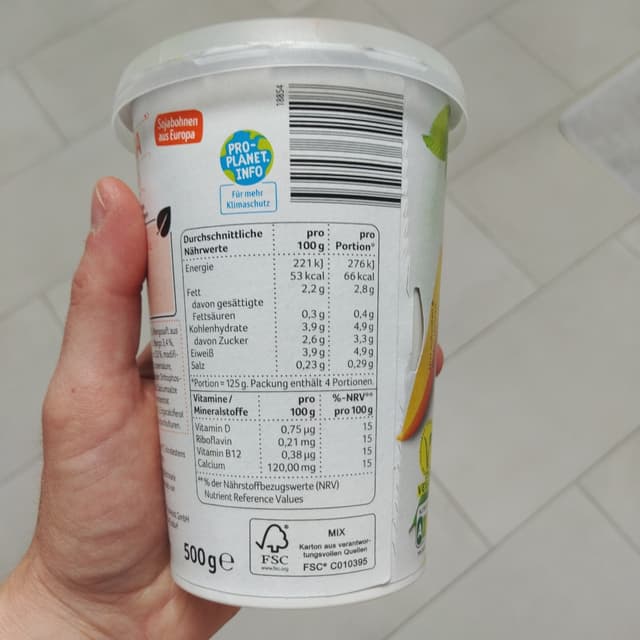 Sojabohnen
aus Europa
PRO-
PLANET.
INFO
Für mehr
Klimaschutz
18854
Durchschnittliche Nährwerte pro 100 g pro Portion*
Energie 221 kJ 276 kJ
53 kcal 66 kcal
Fett 2,2 g 2,8 g
davon gesättigte
Fettsäuren 0,3 g 0,4 g
Kohlenhydrate 3,9 g 4,9 g
davon Zucker 2,6 g 3,3 g
Eiweiß 3,9 g 4,9 g
Salz 0,23 g 0,29 g
*Portion = 125 g. Packung enthält 4 Portionen.
Vitamine/ pro %-NRV**
Mineralstoffe 100 g pro 100 g
Vitamin D 0,75 µg 15
Riboflavin 0,21 mg 15
Vitamin B12 0,38 µg 15
Calcium 120,00 mg 15
**% der Nährstoffbezugswerte (NRV)
Nutrient Reference Values
500 g e
FSC
www.fsc.org
MIX
Karton aus verantwor-
tungsvollen Quellen
FSC® C010395